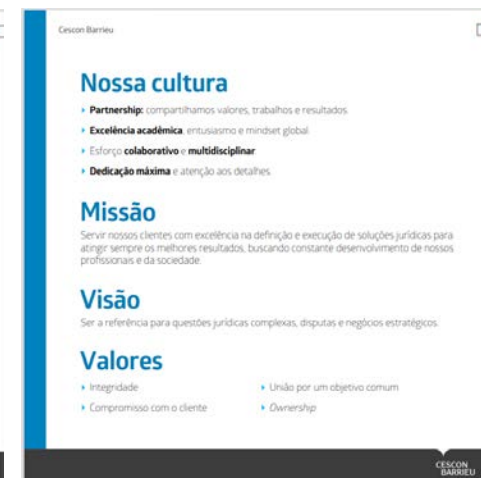 Cescon Barrieu
Nossa cultura
Partnership: compartilhamos valores, trabalhos e resultados.
Excelência acadêmica, entusiasmo e mindset global.
Esforço colaborativo e multidisciplinar
Dedicação máxima e atenção aos detalhes.
Missão
Servir nossos clientes com excelência na definição e execução de soluções jurídicas para
atingir sempre os melhores resultados, buscando constante desenvolvimento de nossos
profissionais e da sociedade.
Visão
Ser a referência para questões jurídicas complexas, disputas e negócios estratégicos.
Valores
Integridade
Compromisso com o cliente
União por um objetivo comum
Ownership
CESCON
BARRIEU